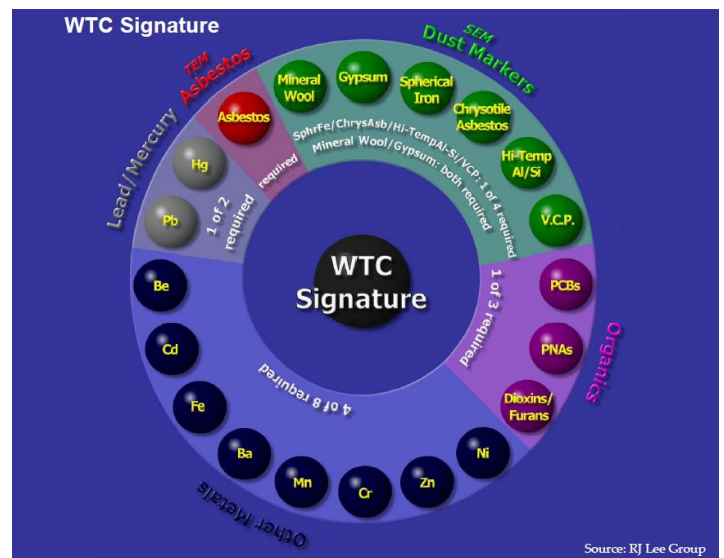 WTC Signature
SEM
Dust Markers
TEM
Asbestos
Lead/Mercury
Mineral
Wool
Gypsum
Spherical
Iron
Chrysotile
Asbestos
Hi-Temp
Al/Si
V.C.P.
SphrFe/ChrysAsb/Hi-TempAl-Si/VCP: 1 of 4 required
Mineral Wool/Gypsum: both required
Asbestos
required
Hg
Pb
1 of 2
required
WTC
Signature
PCBs
PNAs
Dioxins/
Furans
1 of 3 required
Organics
Be
Cd
Fe
Ba
Mn
Cr
Zn
Ni
4 of 8 required
Other Metals
Source: RJ Lee Group